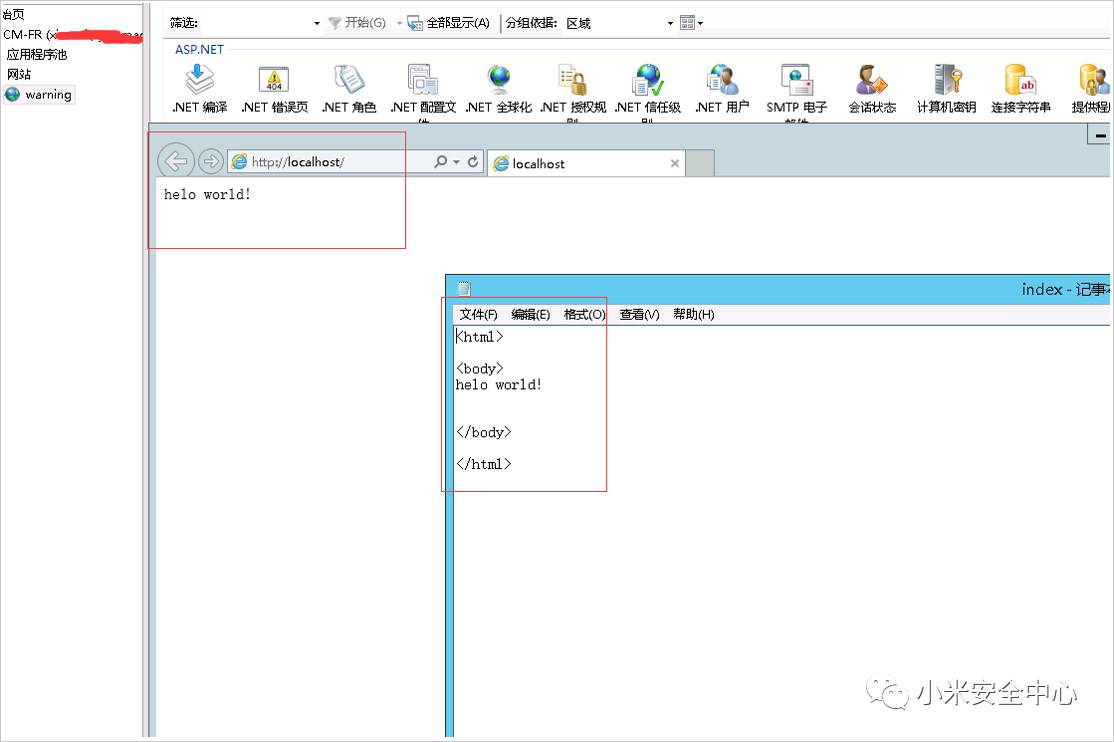 台页
CM-FR
应用程序池
网站
warning
筛选:
开始(G)
全部显示(A)
分组依据:
区域
ASP.NET
.NET 编译
.NET 错误页
.NET 角色
.NET 配置文件
.NET 全球化
.NET 授权规则
.NET 信任级别
.NET 用户
SMTP 电子邮件
会话状态
计算机密钥
连接字符串
提供程
http://localhost/
localhost
helo world!
index - 记事本
文件(F) 编辑(E) 格式(O) 查看(V) 帮助(H)
<html>
<body>
helo world!
</body>
</html>
小米安全中心